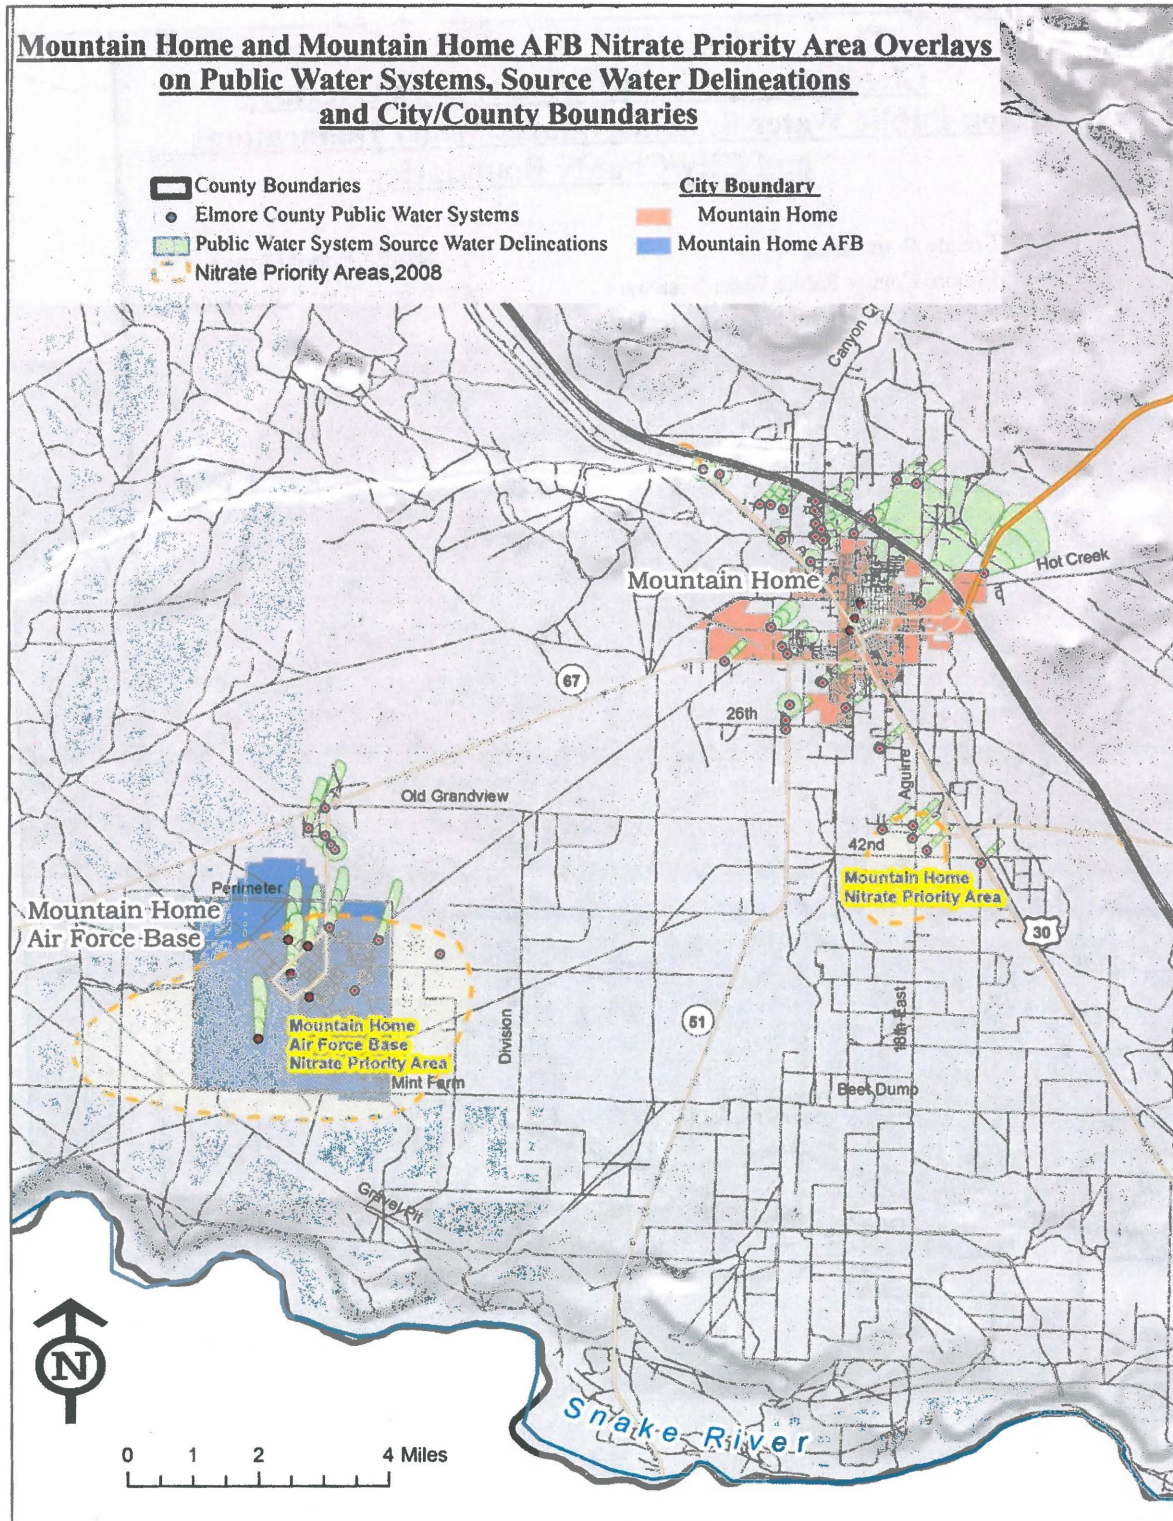 Mountain Home and Mountain Home AFB Nitrate Priority Area Overlays
on Public Water Systems, Source Water Delineations
and City/County Boundaries
County Boundaries
Elmore County Public Water Systems
Public Water System Source Water Delineations
Nitrate Priority Areas,2008
City Boundary
Mountain Home
Mountain Home AFB
Canyon Cr
Hot Creek
Mountain Home
67
26th
Aguirre
Old Grandview
42nd
Mountain Home
Nitrate Priority Area
Perimeter
Mountain Home
Air Force Base
30
51
18th East
Division
Mountain Home
Air Force Base
Nitrate Priority Area
Mint Farm
Beet Dump
Gravel Pit
N
Snake River
0 1 2 4 Miles